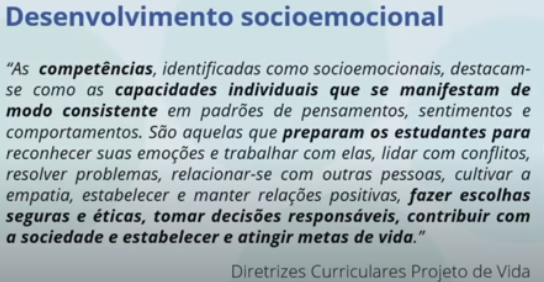 Desenvolvimento socioemocional
“As competências, identificadas como socioemocionais, destacam-
se como as capacidades individuais que se manifestam de
modo consistente em padrões de pensamentos, sentimentos e
comportamentos. São aquelas que preparam os estudantes para
reconhecer suas emoções e trabalhar com elas, lidar com conflitos,
resolver problemas, relacionar-se com outras pessoas, cultivar a
empatia, estabelecer e manter relações positivas, fazer escolhas
seguras e éticas, tomar decisões responsáveis, contribuir com
a sociedade e estabelecer e atingir metas de vida.”
Diretrizes Curriculares Projeto de Vida